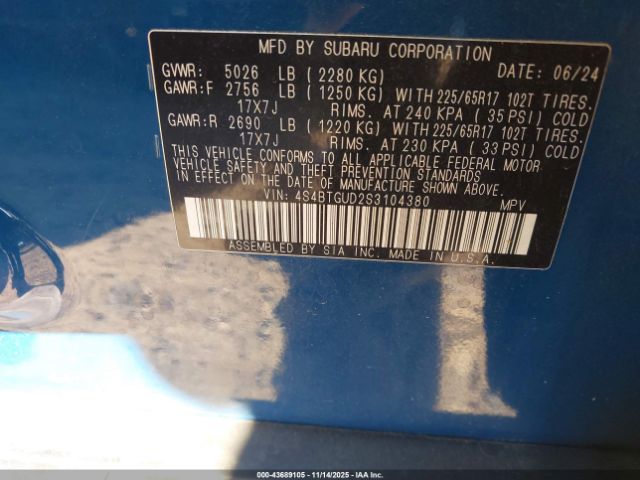 MFD BY SUBARU CORPORATION
GVWR: 5026 LB ( 2280 KG) DATE: 06/24
GAWR:F 2756 LB ( 1250 KG) WITH 225/65R17 102T TIRES.
17X7J RIMS. AT 240 KPA ( 35 PSI) COLD
GAWR:R 2690 LB ( 1220 KG) WITH 225/65R17 102T TIRES.
17X7J RIMS. AT 230 KPA ( 33 PSI) COLD
THIS VEHICLE CONFORMS TO ALL APPLICABLE FEDERAL MOTOR
VEHICLE SAFETY AND THEFT PREVENTION STANDARDS
IN EFFECT ON THE DATE OF MANUFACTURE SHOWN ABOVE.
VIN: 4S4BTGUD2S3104380 MPV
ASSEMBLED BY SIA INC. MADE IN U.S.A.
000-43689105 - 11/14/2025 - IAAI.COM